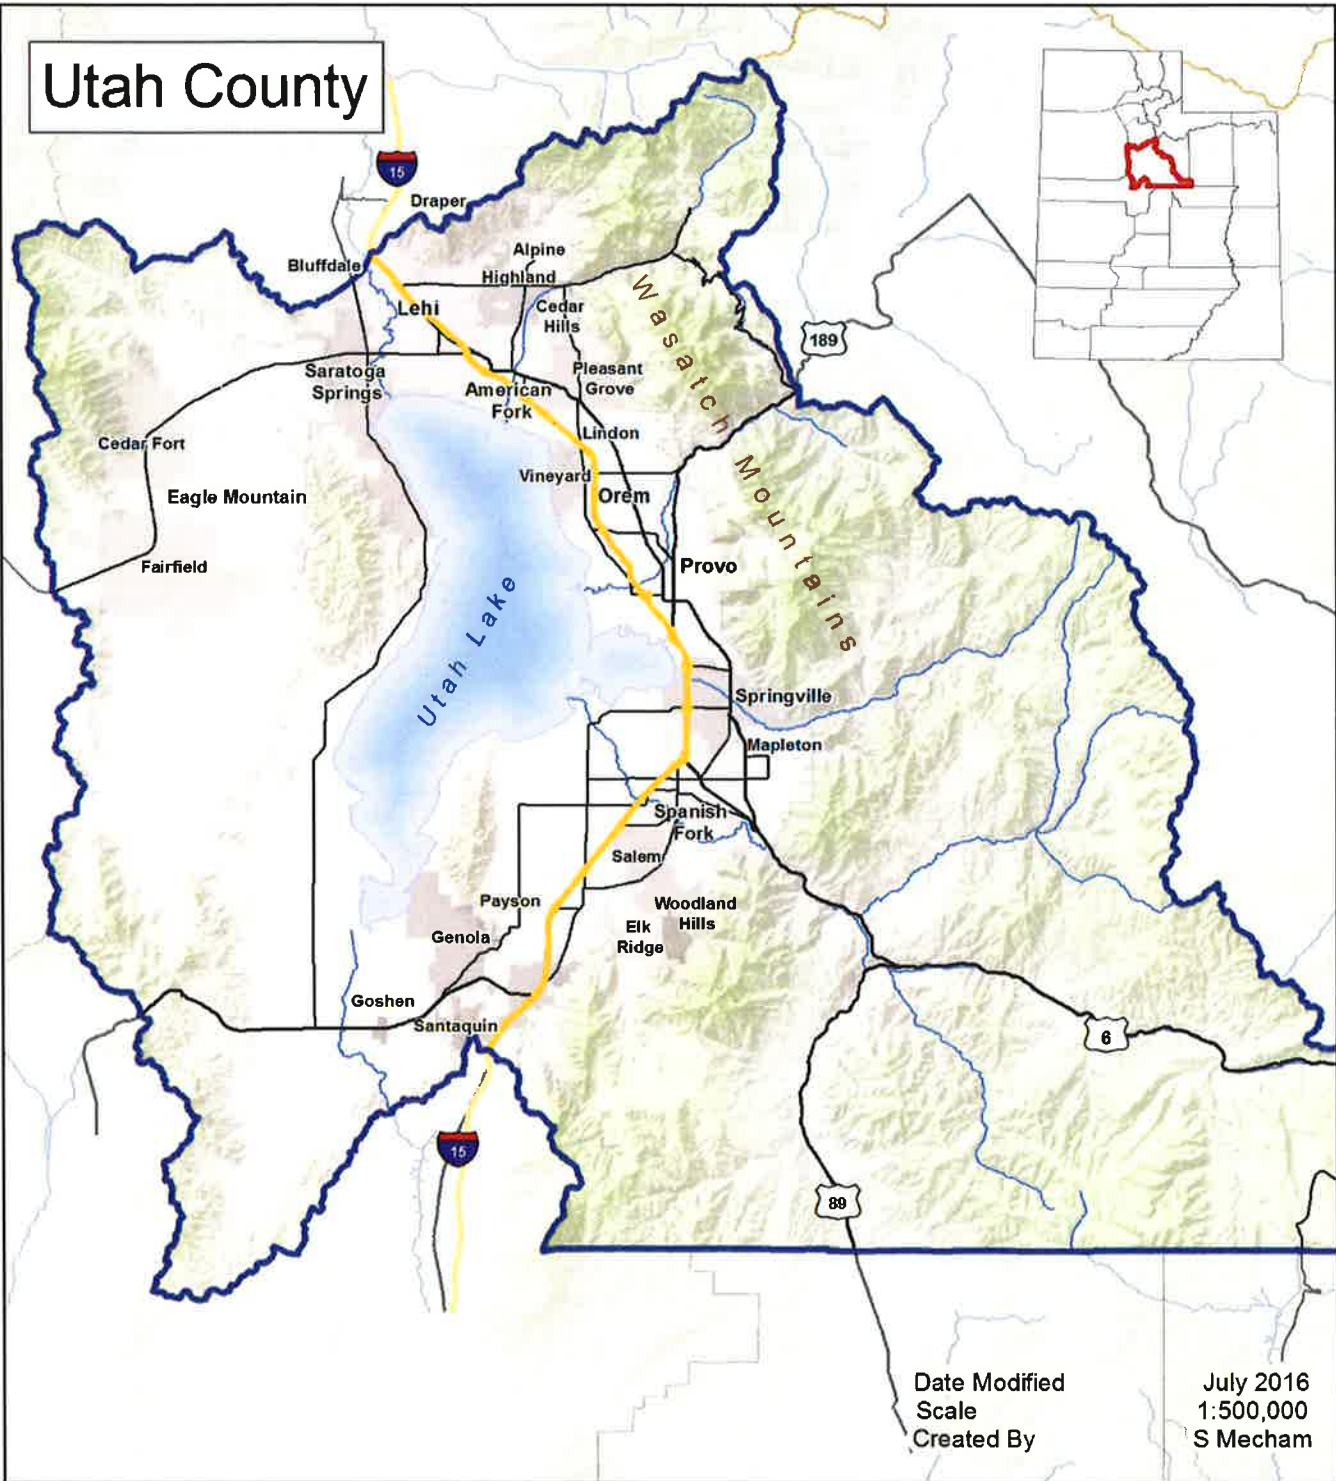 Utah County
15
Draper
Alpine
Bluffdale
Highland
Lehi
Cedar
Hills
189
Saratoga
Springs
Pleasant
Grove
American
Fork
Wasatch Mountains
Lindon
Cedar Fort
Vineyard
Eagle Mountain
Orem
Fairfield
Provo
Utah Lake
Springville
Mapleton
Spanish
Fork
Salem
Payson
Woodland
Hills
Elk
Ridge
Genola
Goshen
Santaquin
6
15
89
Date Modified July 2016
Scale 1:500,000
Created By S Mecham